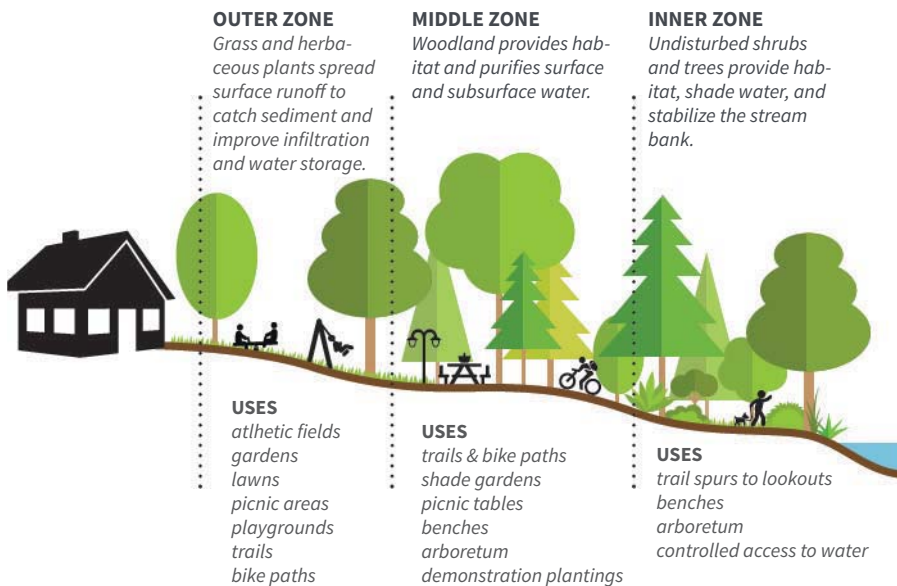 OUTER ZONE
Grass and herba-
ceous plants spread
surface runoff to
catch sediment and
improve infiltration
and water storage.
MIDDLE ZONE
Woodland provides hab-
itat and purifies surface
and subsurface water.
INNER ZONE
Undisturbed shrubs
and trees provide hab-
itat, shade water, and
stabilize the stream
bank.
USES
atlhetic fields
gardens
lawns
picnic areas
playgrounds
trails
bike paths
USES
trails & bike paths
shade gardens
picnic tables
benches
arboretum
demonstration plantings
USES
trail spurs to lookouts
benches
arboretum
controlled access to water